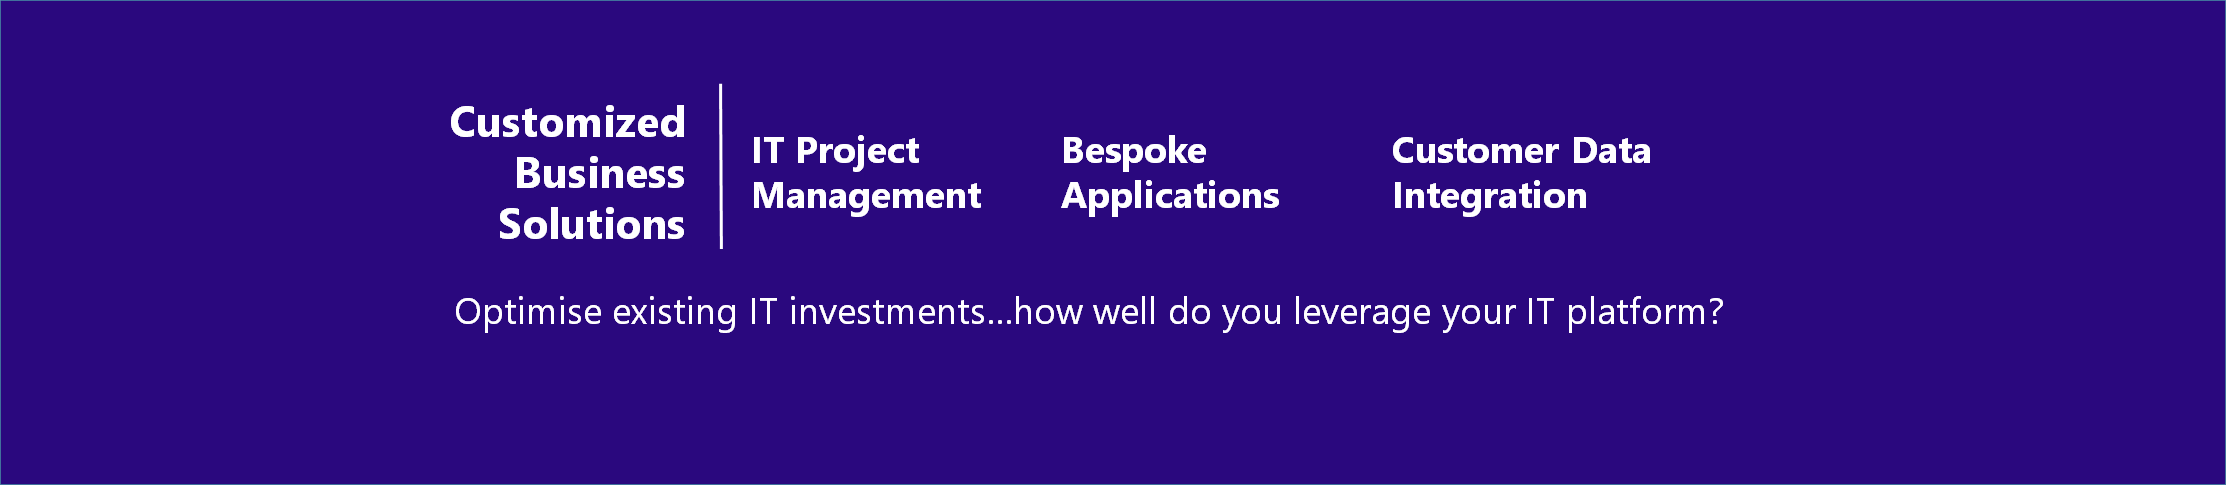 Customized
Business
Solutions
IT Project
Management
Bespoke
Applications
Customer Data
Integration
Optimise existing IT investments...how well do you leverage your IT platform?